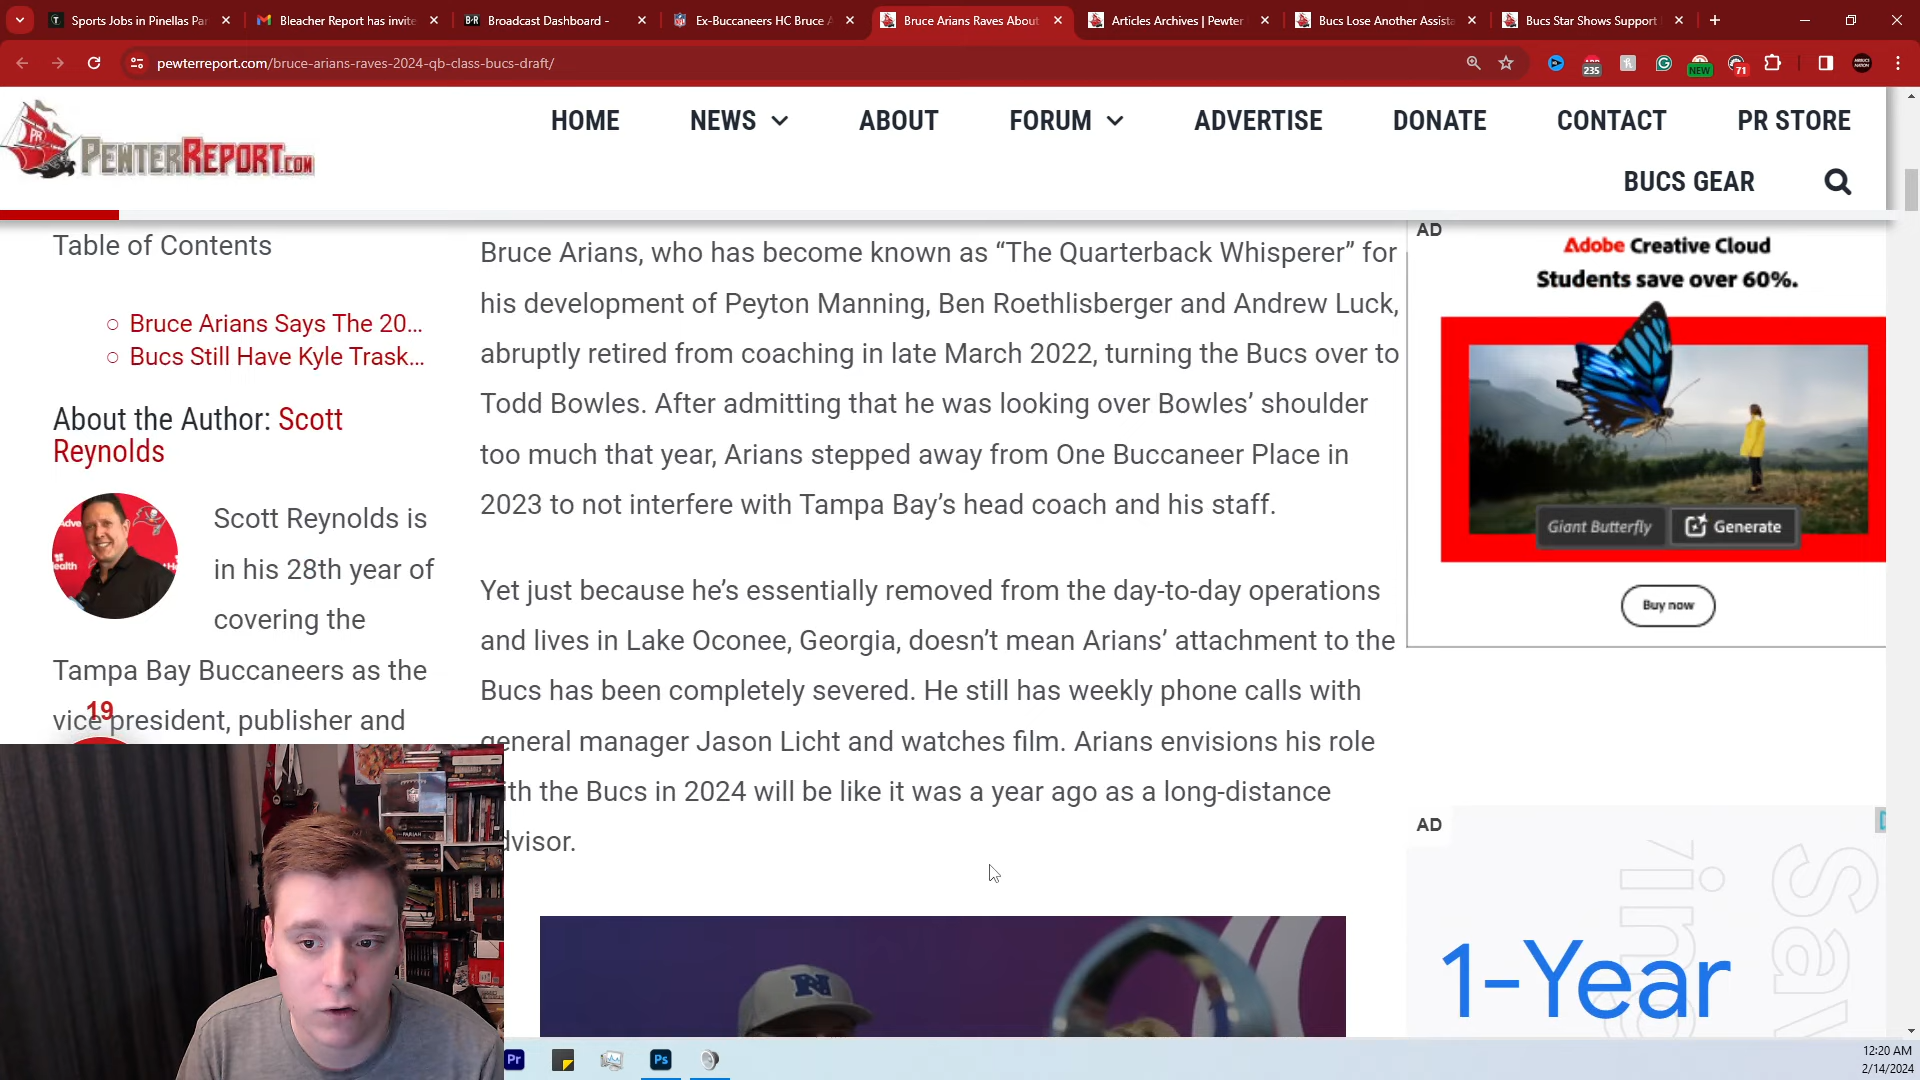 Sports Jobs in Pinellas Par
Bleacher Report has invite
B/R
Broadcast Dashboard -
Ex-Buccaneers HC Bruce A
Bruce Arians Raves About
Articles Archives | Pewter
Bucs Lose Another Assista
Bucs Star Shows Support
pewterreport.com/bruce-arians-raves-2024-qb-class-bucs-draft/
235
NEW
71
PR
PEWTERREPORT.COM
HOME
NEWS
ABOUT
FORUM
ADVERTISE
DONATE
CONTACT
PR STORE
BUCS GEAR
Table of Contents
Bruce Arians Says The 20...
Bucs Still Have Kyle Trask...
About the Author: Scott
Reynolds
Scott Reynolds is
in his 28th year of
covering the
Tampa Bay Buccaneers as the
vice president, publisher and
19
Bruce Arians, who has become known as “The Quarterback Whisperer” for
his development of Peyton Manning, Ben Roethlisberger and Andrew Luck,
abruptly retired from coaching in late March 2022, turning the Bucs over to
Todd Bowles. After admitting that he was looking over Bowles’ shoulder
too much that year, Arians stepped away from One Buccaneer Place in
2023 to not interfere with Tampa Bay’s head coach and his staff.
Yet just because he’s essentially removed from the day-to-day operations
and lives in Lake Oconee, Georgia, doesn’t mean Arians’ attachment to the
Bucs has been completely severed. He still has weekly phone calls with
general manager Jason Licht and watches film. Arians envisions his role
ith the Bucs in 2024 will be like it was a year ago as a long-distance
dvisor.
AD
Adobe Creative Cloud
Students save over 60%.
Giant Butterfly
Generate
Buy now
AD
1-Year
Sav
Pr
Ps
12:20 AM
2/14/2024